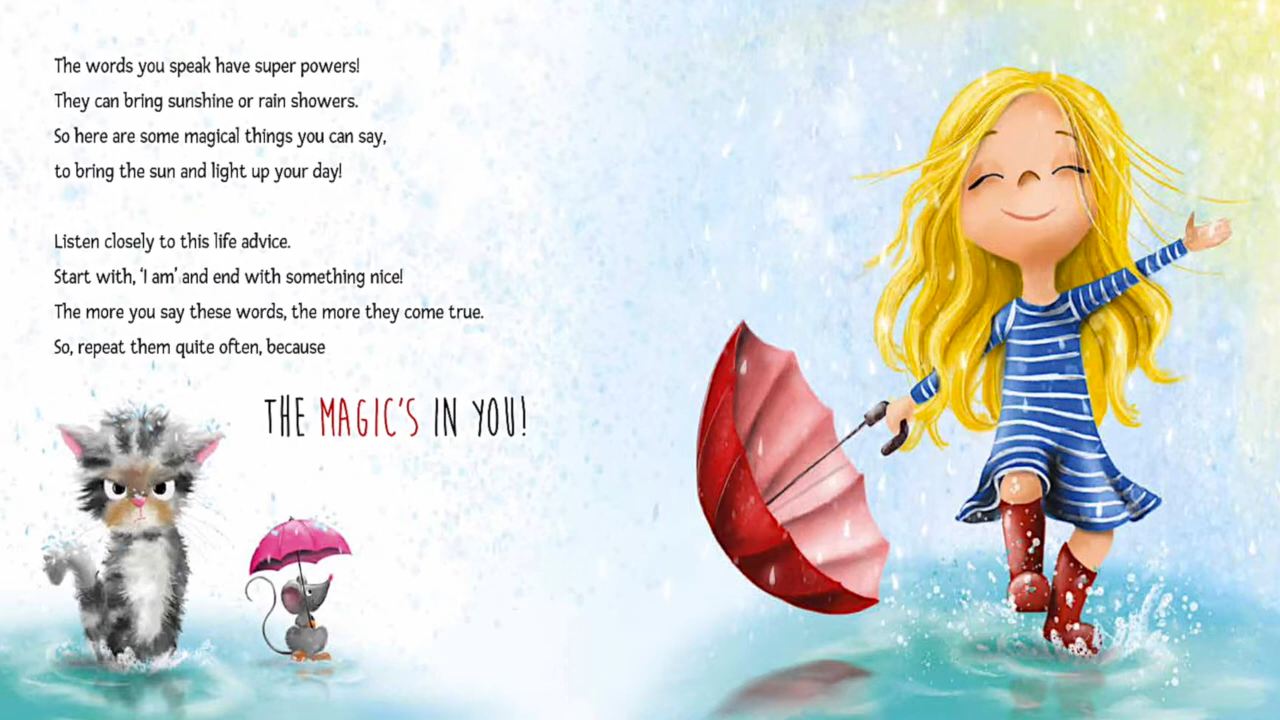 The words you speak have super powers!
They can bring sunshine or rain showers.
So here are some magical things you can say,
to bring the sun and light up your day!
Listen closely to this life advice.
Start with, ‘I am’ and end with something nice!
The more you say these words, the more they come true.
So, repeat them quite often, because
THE MAGIC'S IN YOU!